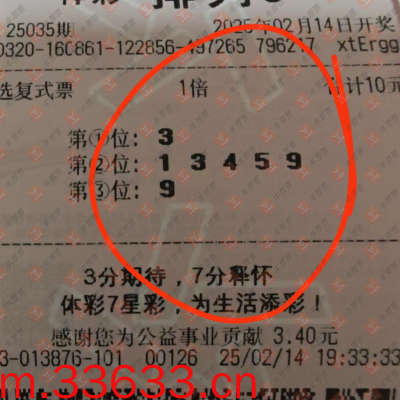 25035期 2025年02月14日开奖
0320-160861-122856-497265 796217 xtErgg
选复式票 1倍 合计10元
第①位: 3
第②位: 1 3 4 5 9
第③位: 9
3分期待，7分释怀
体彩7星彩，为生活添彩！
感谢您为公益事业贡献 3.40元
3-013876-101 00126 25/02/14 19:33:33
m.33633.cn